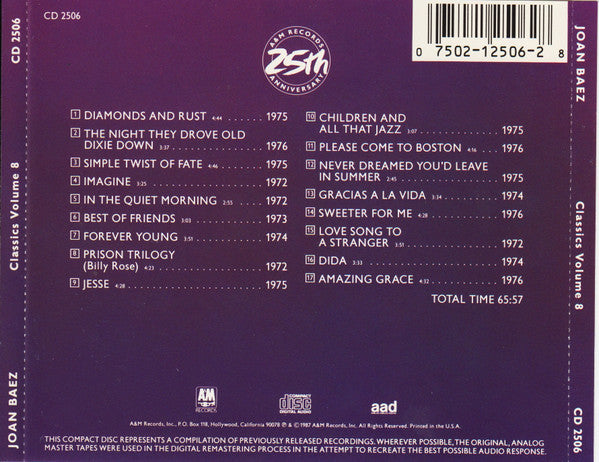 CD 2506
A&M RECORDS
25th
ANNIVERSARY
0 7502-12506-2 8
1 DIAMONDS AND RUST 4:44 ........ 1975
2 THE NIGHT THEY DROVE OLD
DIXIE DOWN 3:37 ........ 1976
3 SIMPLE TWIST OF FATE 4:46 ........ 1975
4 IMAGINE 3:25 ........ 1972
5 IN THE QUIET MORNING 2:55 ........ 1972
6 BEST OF FRIENDS 3:03 ........ 1973
7 FOREVER YOUNG 3:51 ........ 1974
8 PRISON TRILOGY
(Billy Rose) 4:23 ........ 1972
9 JESSE 4:28 ........ 1975
10 CHILDREN AND
ALL THAT JAZZ 3:07 ........ 1975
11 PLEASE COME TO BOSTON 4:16 ........ 1976
12 NEVER DREAMED YOU'D LEAVE
IN SUMMER 2:45 ........ 1975
13 GRACIAS A LA VIDA 3:34 ........ 1974
14 SWEETER FOR ME 4:28 ........ 1976
15 LOVE SONG TO
A STRANGER 3:51 ........ 1972
16 DIDA 3:33 ........ 1974
17 AMAZING GRACE 4:32 ........ 1976
TOTAL TIME 65:57
A&M
RECORDS
COMPACT
disc
DIGITAL AUDIO
aad
A&M Records, Inc., P.O. Box 118, Hollywood, California 90078 ℗ & © 1987 A&M Records, Inc. All Rights Reserved. Printed in the U.S.A.
THIS COMPACT DISC REPRESENTS A COMPILATION OF PREVIOUSLY RELEASED RECORDINGS. WHEREVER POSSIBLE, THE ORIGINAL, ANALOG
MASTER TAPES WERE USED IN THE DIGITAL REMASTERING PROCESS IN THE ATTEMPT TO RECREATE THE BEST POSSIBLE AUDIO RESPONSE.
JOAN BAEZ Classics Volume 8 CD 2506
JOAN BAEZ Classics Volume 8 CD 2506